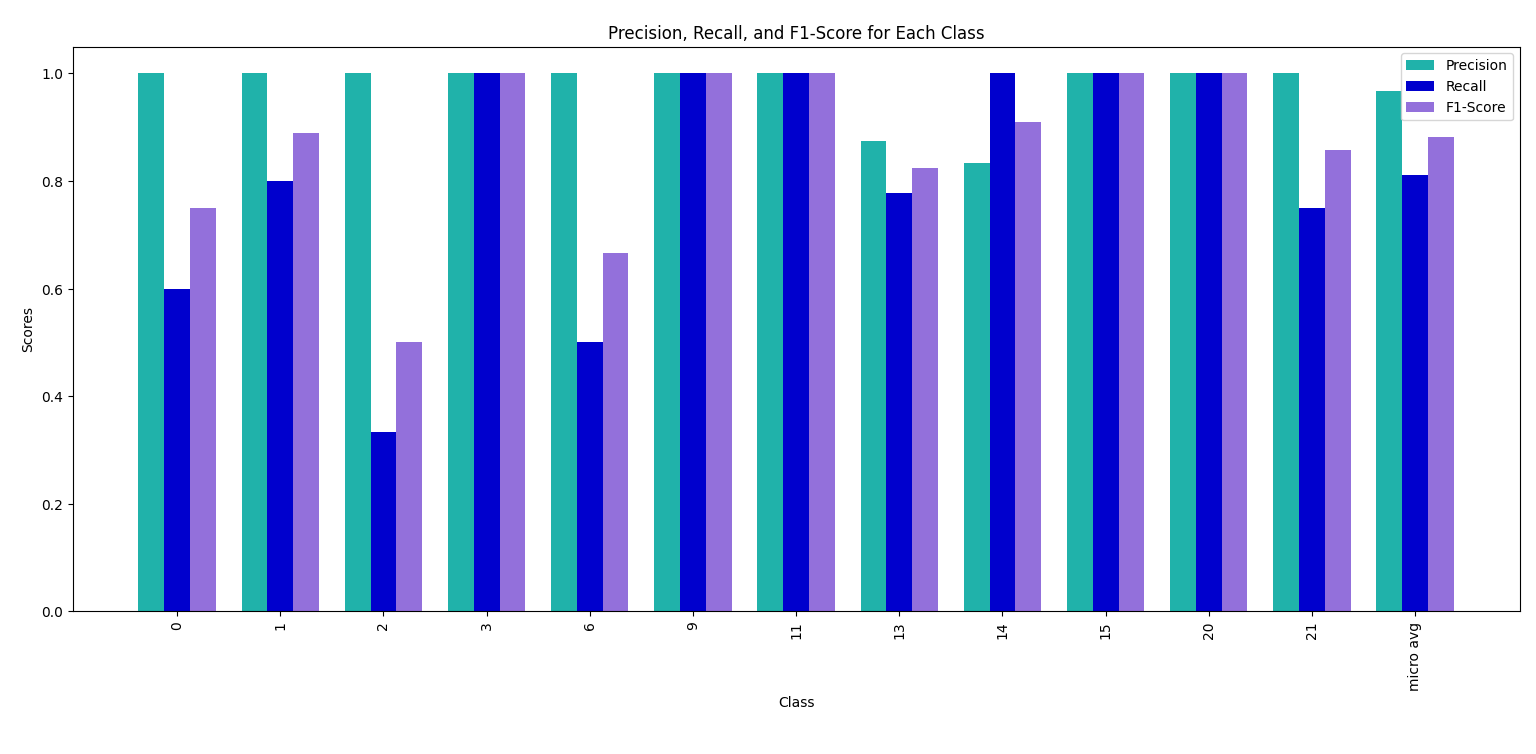 Precision, Recall, and F1-Score for Each Class
Precision
Recall
F1-Score
Scores
1.0
0.8
0.6
0.4
0.2
0.0
0
1
2
3
6
9
11
13
14
15
20
21
micro avg
Class